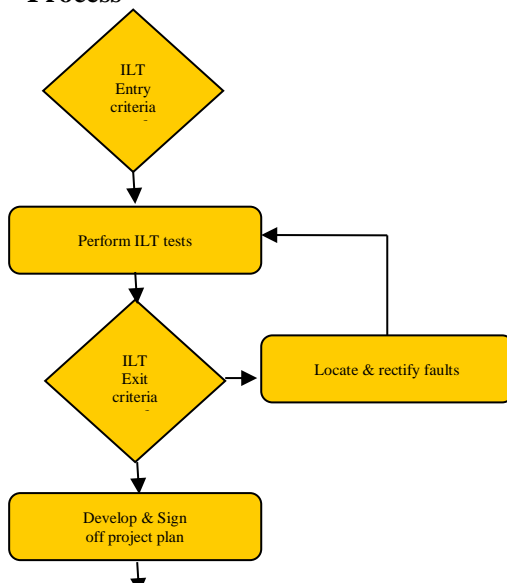 Process
ILT
Entry
criteria
Perform ILT tests
ILT
Exit
criteria
Locate & rectify faults
Develop & Sign
off project plan